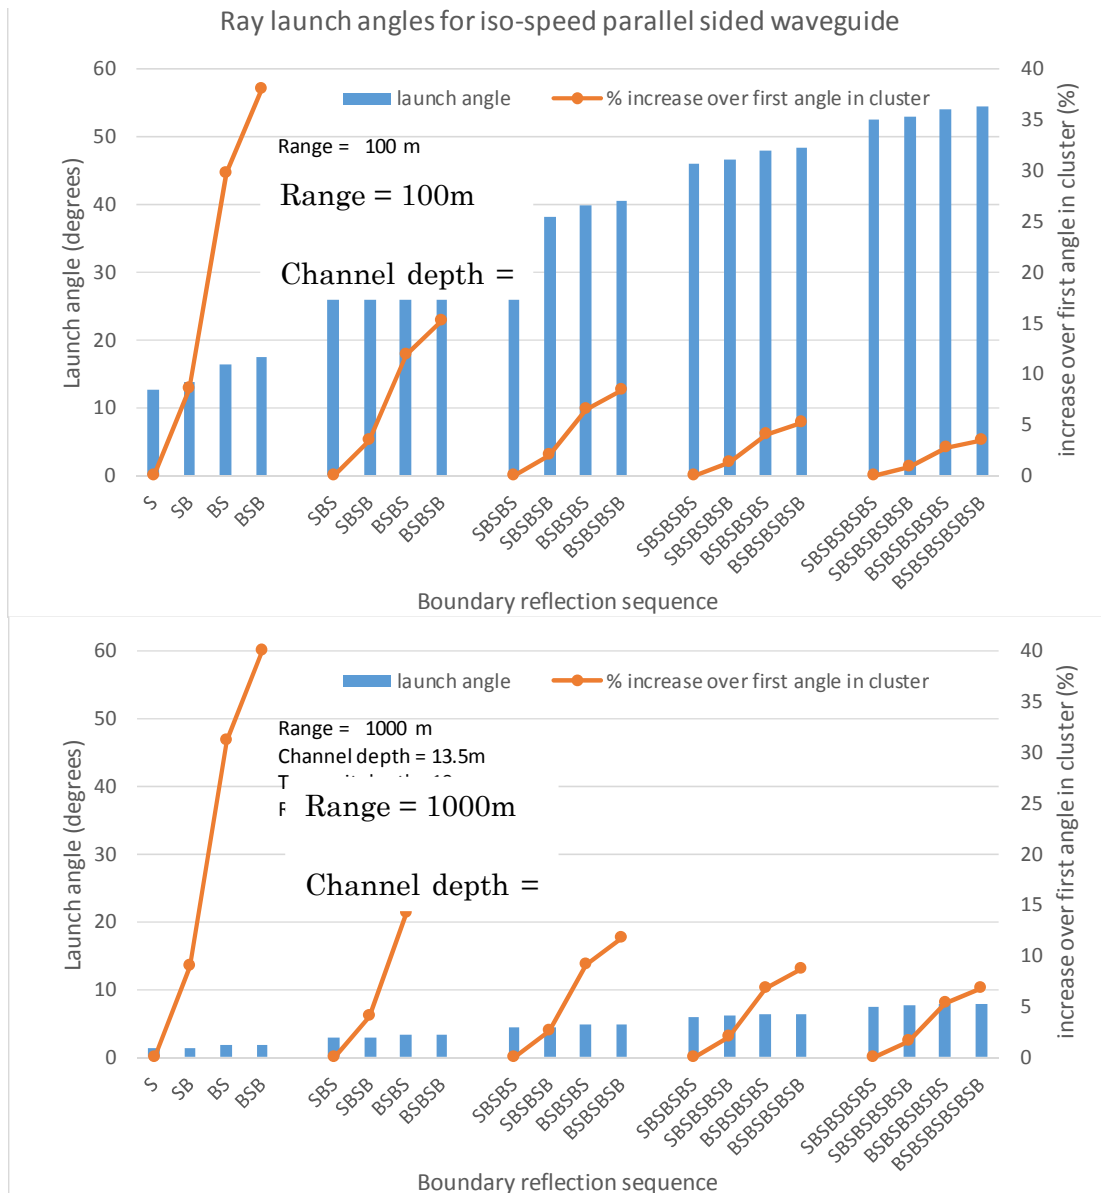 Ray launch angles for iso-speed parallel sided waveguide
60
50
40
30
20
10
0
Launch angle (degrees)
launch angle
% increase over first angle in cluster
Range = 100 m
Range = 100m
Channel depth =
40
35
30
25
20
15
10
5
0
increase over first angle in cluster (%)
S
SB
BS
BSB
SBS
SBSB
BSBS
BSBSB
SBSBS
SBSBSB
BSBSBS
BSBSBSB
SBSBSBS
SBSBSBSB
BSBSBSBS
BSBSBSBSB
SBSBSBSBS
SBSBSBSBSB
BSBSBSBSBS
BSBSBSBSBSB
Boundary reflection sequence
60
50
40
30
20
10
0
Launch angle (degrees)
launch angle
% increase over first angle in cluster
Range = 1000 m
Channel depth = 13.5m
Range = 1000m
Channel depth =
40
35
30
25
20
15
10
5
0
increase over first angle in cluster (%)
S
SB
BS
BSB
SBS
SBSB
BSBS
BSBSB
SBSBS
SBSBSB
BSBSBS
BSBSBSB
SBSBSBS
SBSBSBSB
BSBSBSBS
BSBSBSBSB
SBSBSBSBS
SBSBSBSBSB
BSBSBSBSBS
BSBSBSBSBSB
Boundary reflection sequence